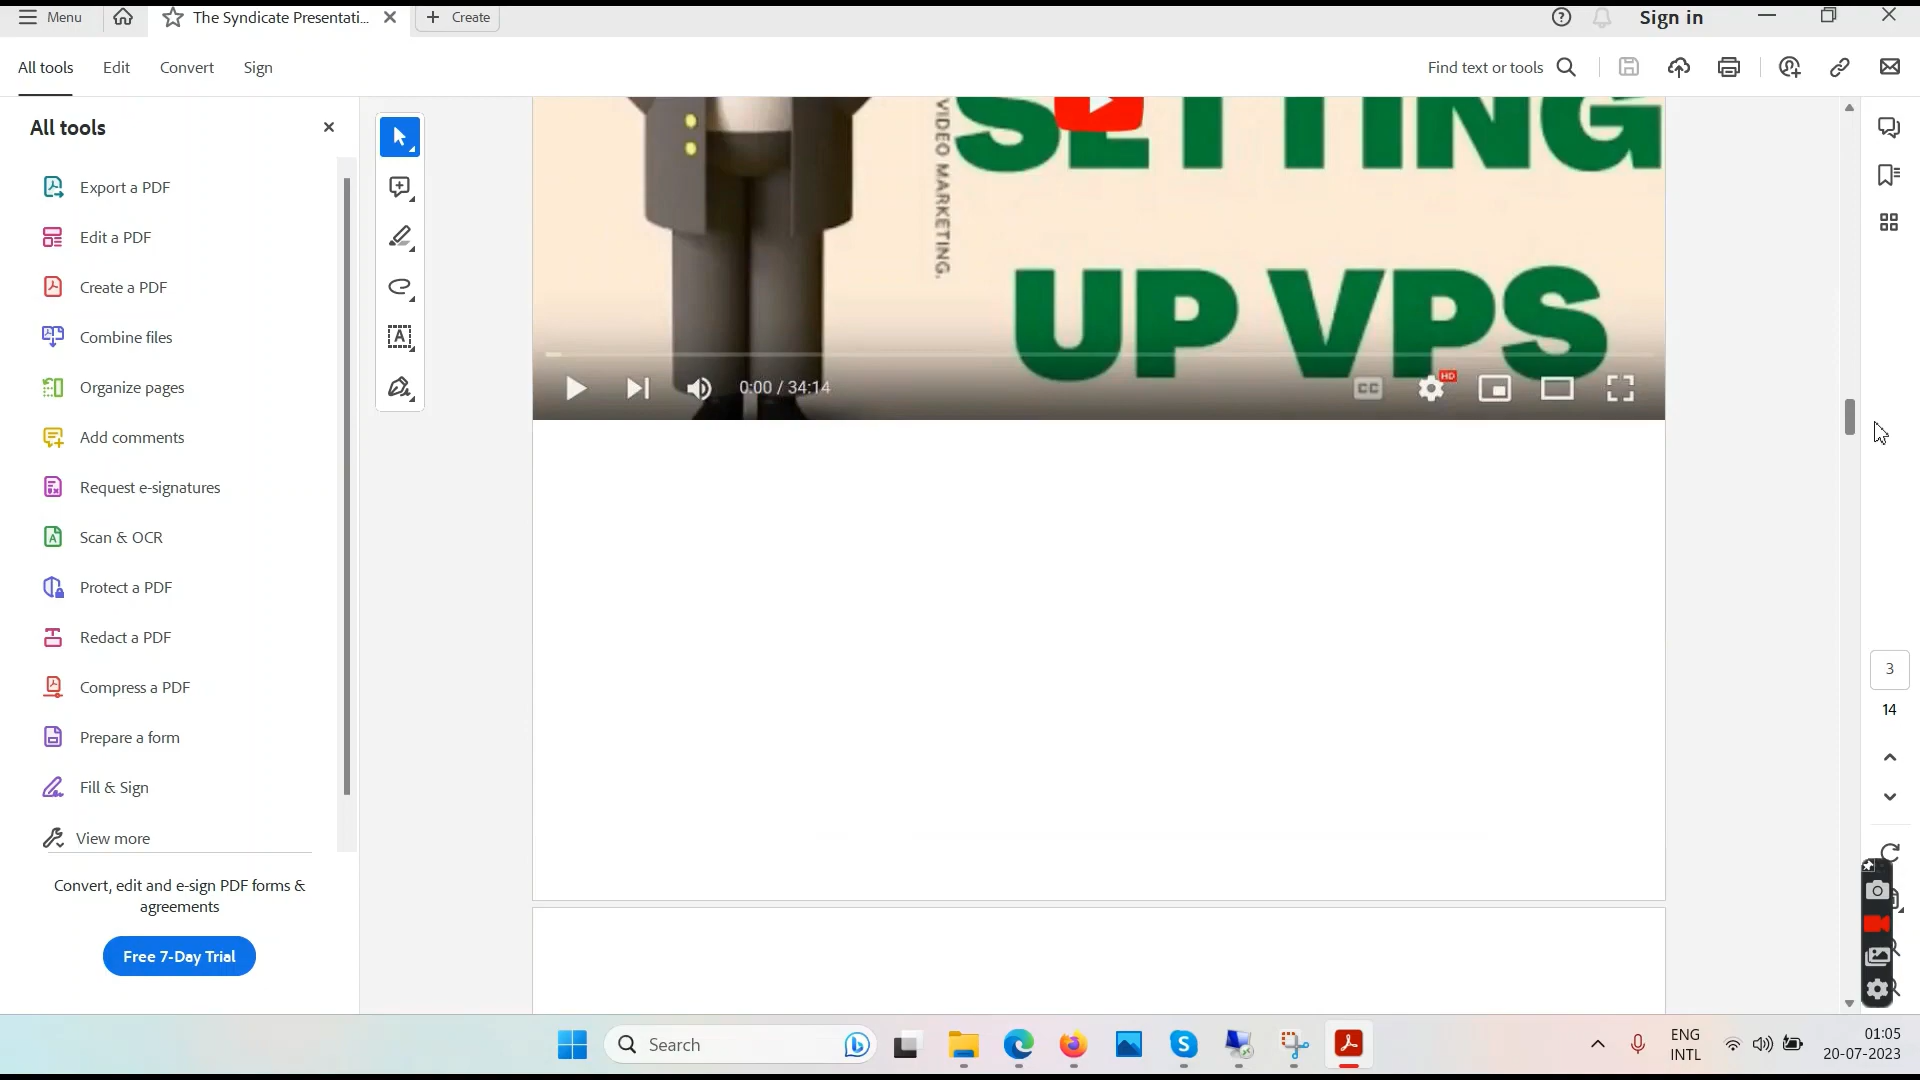 Menu
The Syndicate Presentati...
Create
Sign in
All tools
Edit
Convert
Sign
Find text or tools
All tools
Export a PDF
Edit a PDF
Create a PDF
Combine files
Organize pages
Add comments
Request e-signatures
Scan & OCR
Protect a PDF
Redact a PDF
Compress a PDF
Prepare a form
Fill & Sign
View more
Convert, edit and e-sign PDF forms &
agreements
Free 7-Day Trial
VIDEO MARKETING.
SETTING
UP VPS
0:00 / 34:14
CC
HD
3
14
Search
ENG
INTL
01:05
20-07-2023